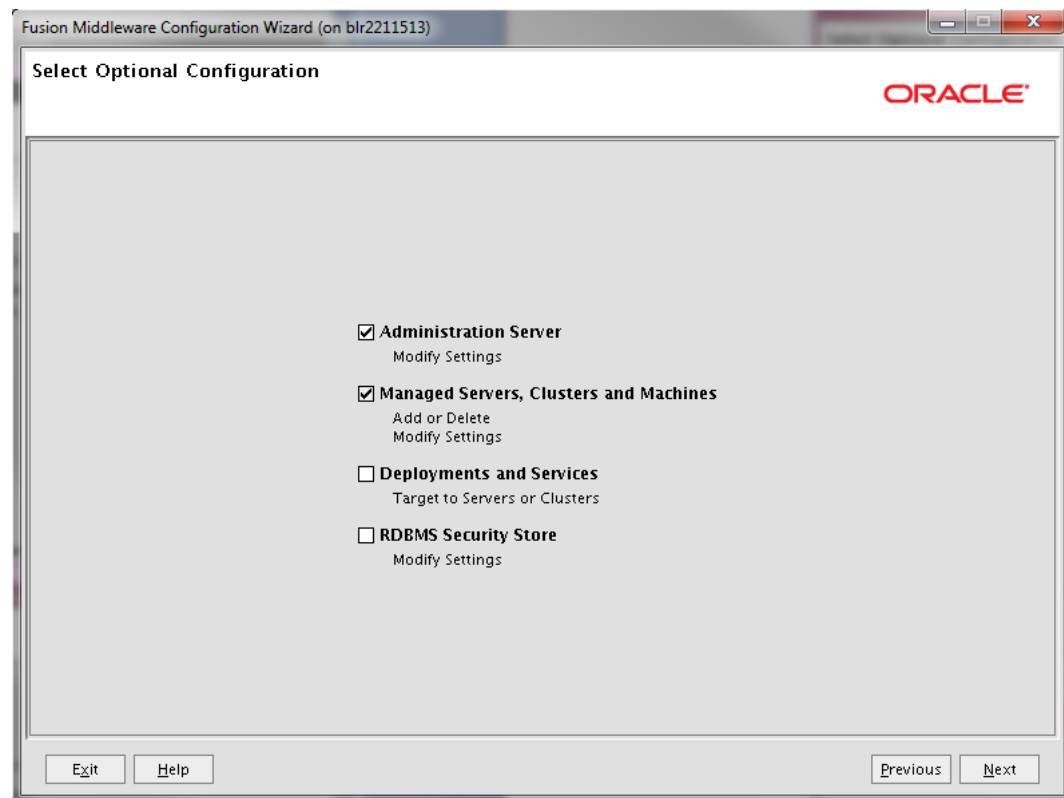 Fusion Middleware Configuration Wizard (on blr2211513)
Select Optional Configuration
ORACLE
Administration Server
Modify Settings
Managed Servers, Clusters and Machines
Add or Delete
Modify Settings
Deployments and Services
Target to Servers or Clusters
RDBMS Security Store
Modify Settings
Exit Help Previous Next